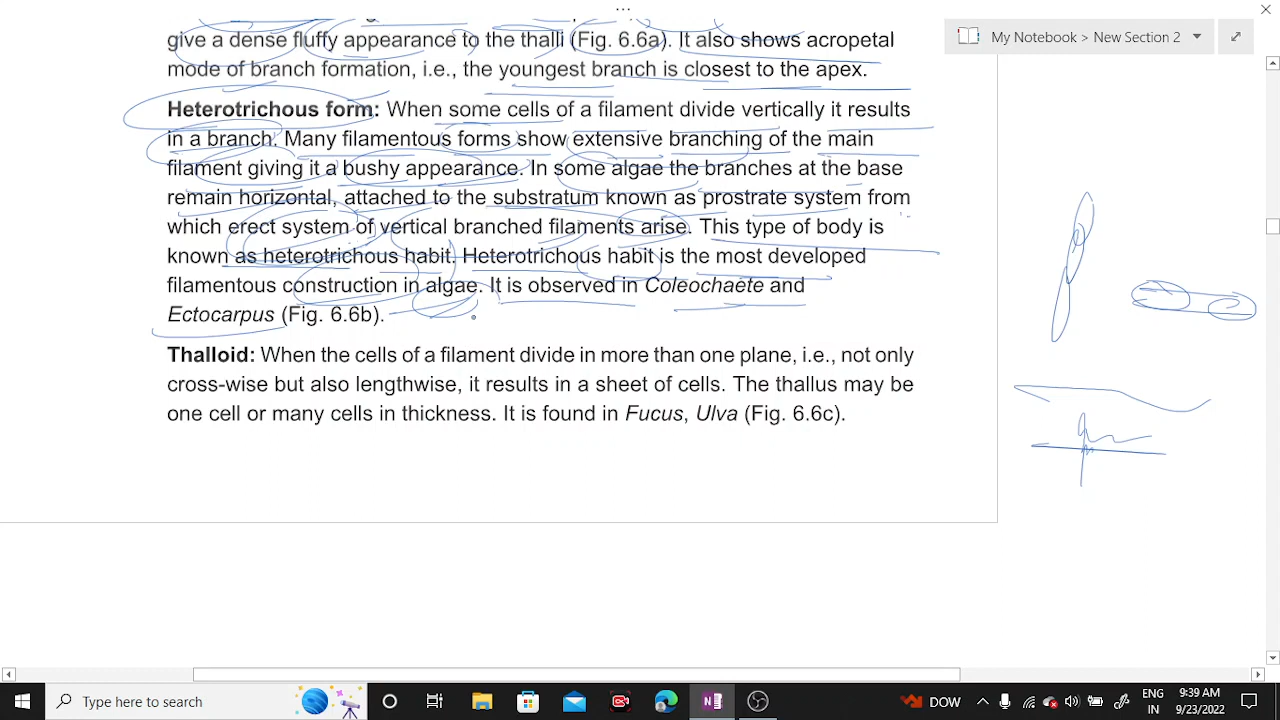 give a dense fluffy appearance to the thalli (Fig. 6.6a). It also shows acropetal
My Notebook > New Section 2
mode of branch formation, i.e., the youngest branch is closest to the apex.
Heterotrichous form: When some cells of a filament divide vertically it results
in a branch. Many filamentous forms show extensive branching of the main
filament giving it a bushy appearance. In some algae the branches at the base
remain horizontal, attached to the substratum known as prostrate system from
which erect system of vertical branched filaments arise. This type of body is
known as heterotrichous habit. Heterotrichous habit is the most developed
filamentous construction in algae. It is observed in Coleochaete and
Ectocarpus (Fig. 6.6b).
Thalloid: When the cells of a filament divide in more than one plane, i.e., not only
cross-wise but also lengthwise, it results in a sheet of cells. The thallus may be
one cell or many cells in thickness. It is found in Fucus, Ulva (Fig. 6.6c).
Type here to search
DOW
ENG
IN
9:39 AM
9/23/2022